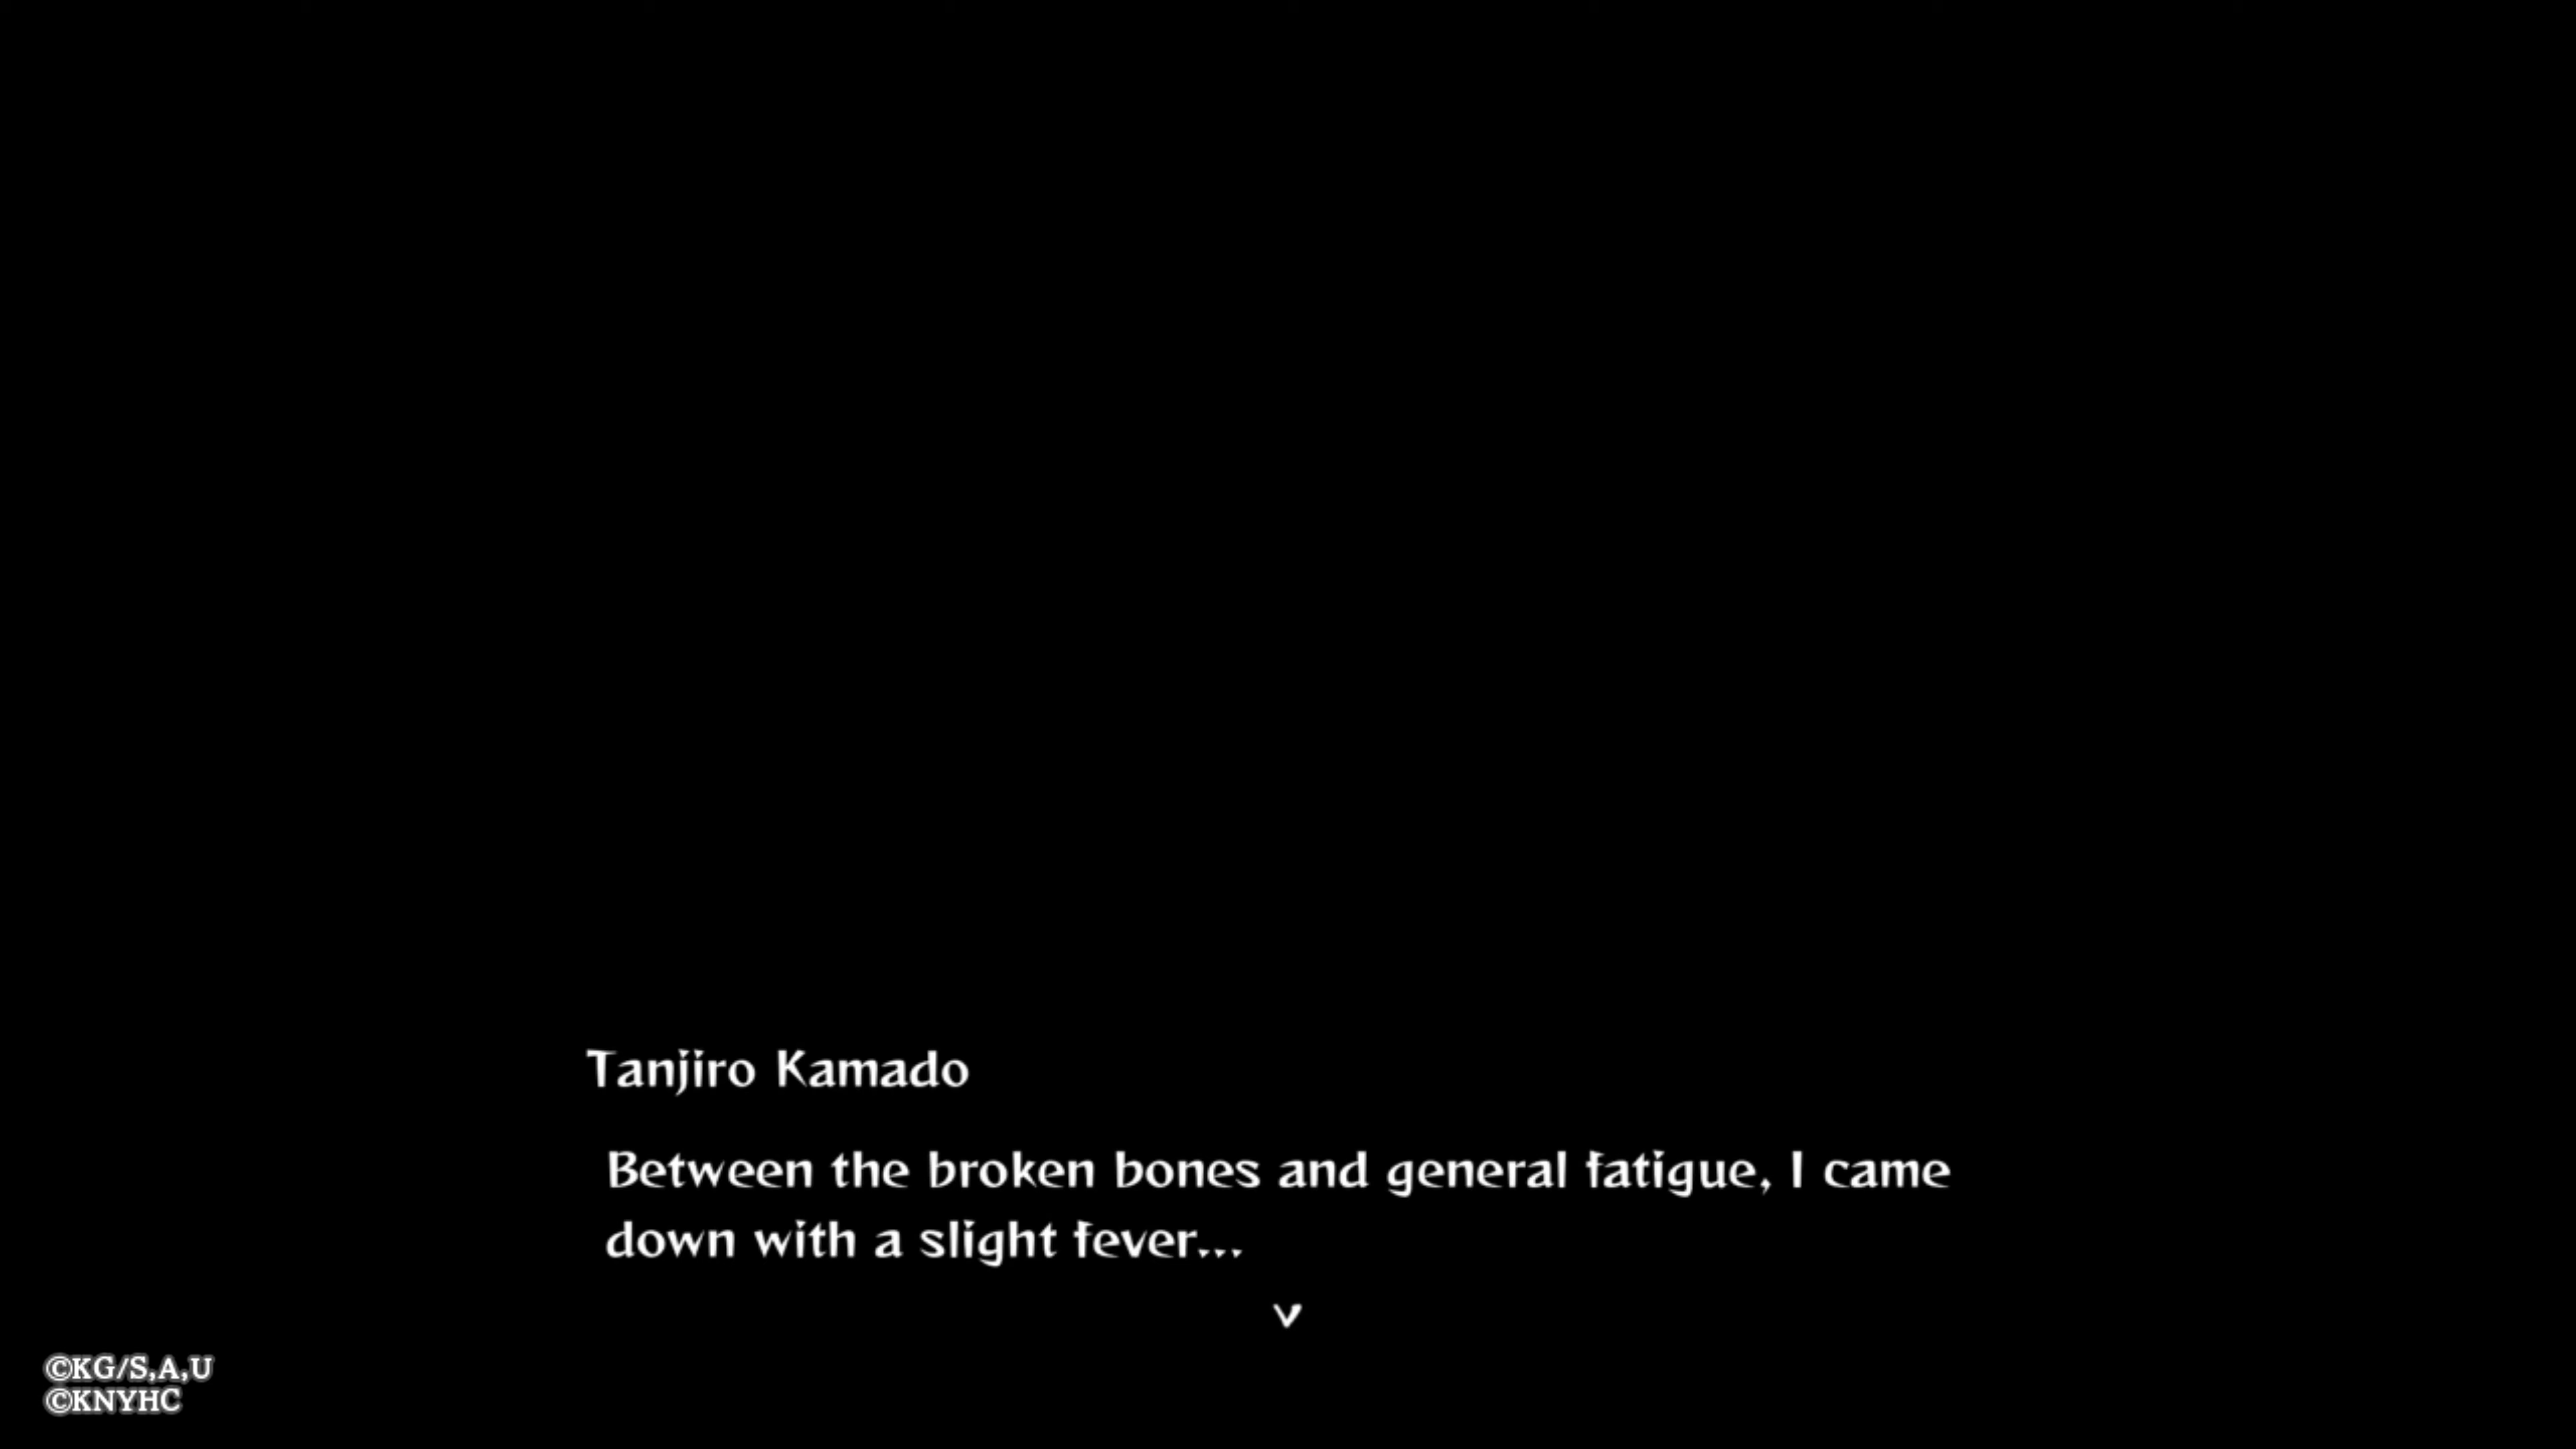 Tanjiro Kamado
Between the broken bones and general fatigue, I came
down with a slight fever...
©KG/S,A,U
©KNYHC